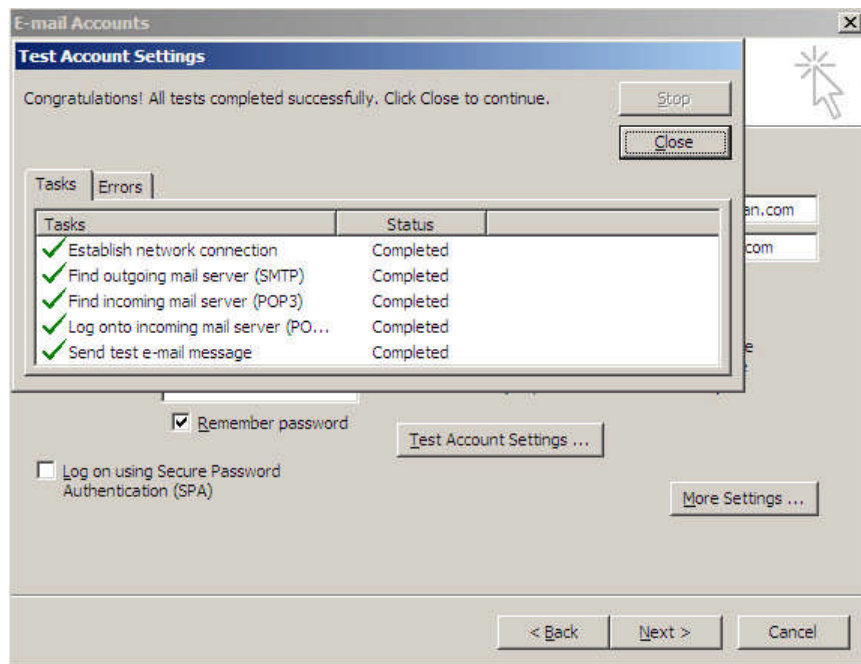 E-mail Accounts
Test Account Settings
Congratulations! All tests completed successfully. Click Close to continue.
Stop
Close
Tasks
Errors
Tasks Status
Establish network connection Completed
Find outgoing mail server (SMTP) Completed
Find incoming mail server (POP3) Completed
Log onto incoming mail server (PO... Completed
Send test e-mail message Completed
an.com
com
e
Remember password
Test Account Settings ...
Log on using Secure Password
Authentication (SPA)
More Settings ...
< Back
Next >
Cancel